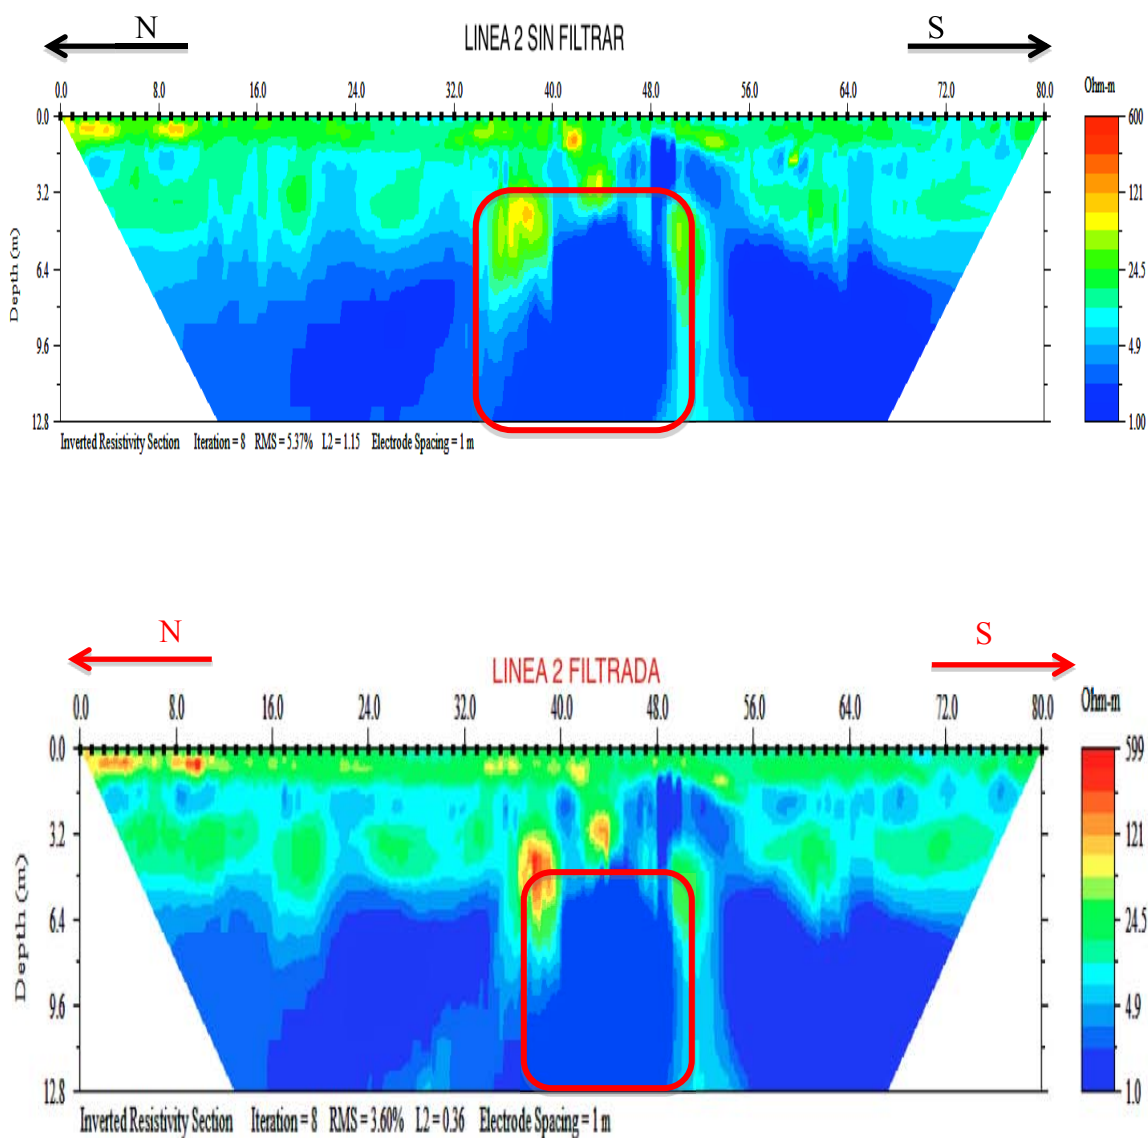 N
LINEA 2 SIN FILTRAR
S
0.0 8.0 16.0 24.0 32.0 40.0 48.0 56.0 64.0 72.0 80.0
Ohm-m
0.0
3.2
6.4
9.6
12.8
Depth (m)
600
121
24.5
4.9
1.00
Inverted Resistivity Section Iteration = 8 RMS = 5.37% L2 = 1.15 Electrode Spacing = 1 m
N
LINEA 2 FILTRADA
S
0.0 8.0 16.0 24.0 32.0 40.0 48.0 56.0 64.0 72.0 80.0
Ohm-m
0.0
3.2
6.4
9.6
12.8
Depth (m)
599
121
24.5
4.9
1.0
Inverted Resistivity Section Iteration = 8 RMS = 3.60% L2 = 0.36 Electrode Spacing = 1 m